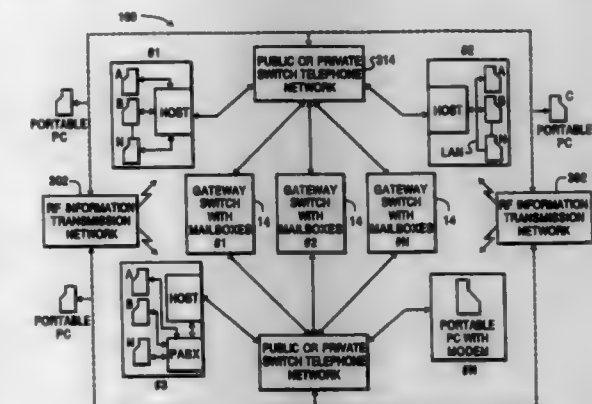 #1
PUBLIC OR PRIVATE
SWITCH TELEPHONE
NETWORK
314
#2
A
B
N
HOST
HOST
A
B
N
LAN
C
PORTABLE
PC
PORTABLE
PC
302
RF INFORMATION
TRANSMISSION
NETWORK
GATEWAY
SWITCH
WITH
MAILBOXES
#1
14
GATEWAY
SWITCH
WITH
MAILBOXES
#2
14
GATEWAY
SWITCH
WITH
MAILBOXES
#N
14
302
RF INFORMATION
TRANSMISSION
NETWORK
PORTABLE
PC
A
B
N
HOST
PABX
#3
PUBLIC OR PRIVATE
SWITCH TELEPHONE
NETWORK
PORTABLE
PC WITH
MODEM
#N